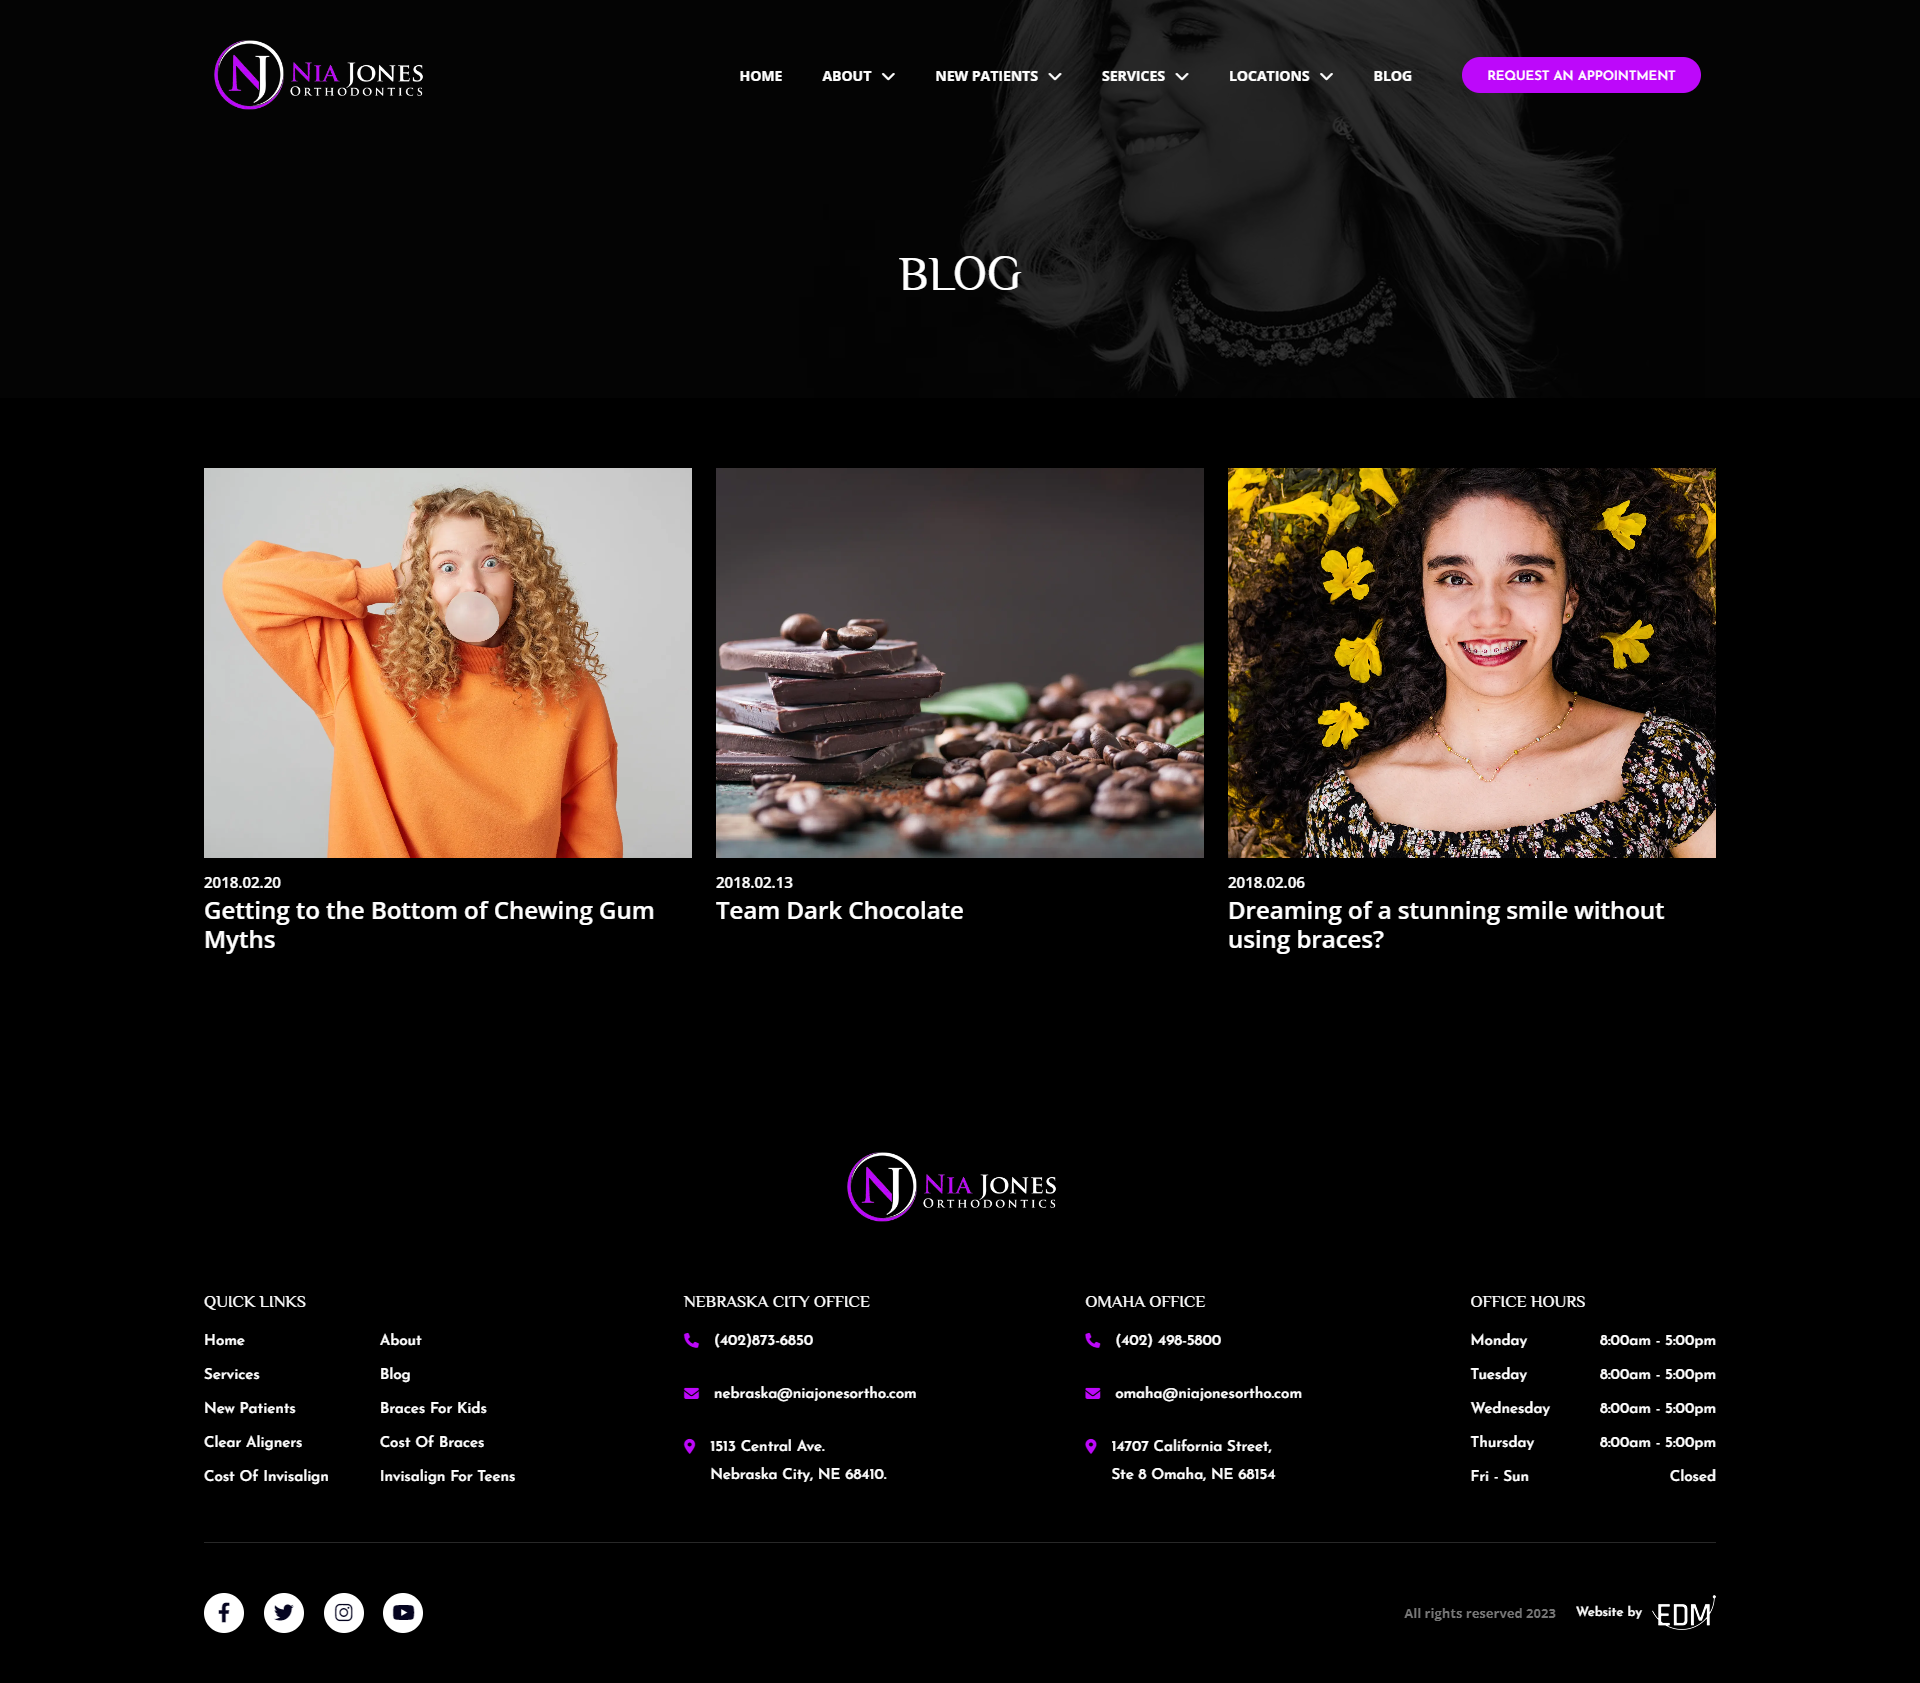 NJ NIA JONES
ORTHODONTICS
HOME ABOUT NEW PATIENTS SERVICES LOCATIONS BLOG REQUEST AN APPOINTMENT
BLOG
2018.02.20
Getting to the Bottom of Chewing Gum
Myths
2018.02.13
Team Dark Chocolate
2018.02.06
Dreaming of a stunning smile without
using braces?
NJ NIA JONES
ORTHODONTICS
QUICK LINKS
Home
Services
New Patients
Clear Aligners
Cost Of Invisalign
About
Blog
Braces For Kids
Cost Of Braces
Invisalign For Teens
NEBRASKA CITY OFFICE
(402)873-6850
nebraska@niajonesortho.com
1513 Central Ave.
Nebraska City, NE 68410.
OMAHA OFFICE
(402) 498-5800
omaha@niajonesortho.com
14707 California Street,
Ste 8 Omaha, NE 68154
OFFICE HOURS
Monday 8:00am - 5:00pm
Tuesday 8:00am - 5:00pm
Wednesday 8:00am - 5:00pm
Thursday 8:00am - 5:00pm
Fri - Sun Closed
All rights reserved 2023 Website by EDM